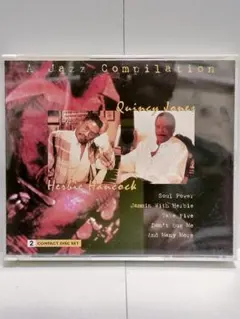 A Jazz Compilation
Quincy Jones
Herbie Hancock
Soul Power
Jammin With Herbie
Take Five
Don't Bug Me
And Many More
2 COMPACT DISC SET